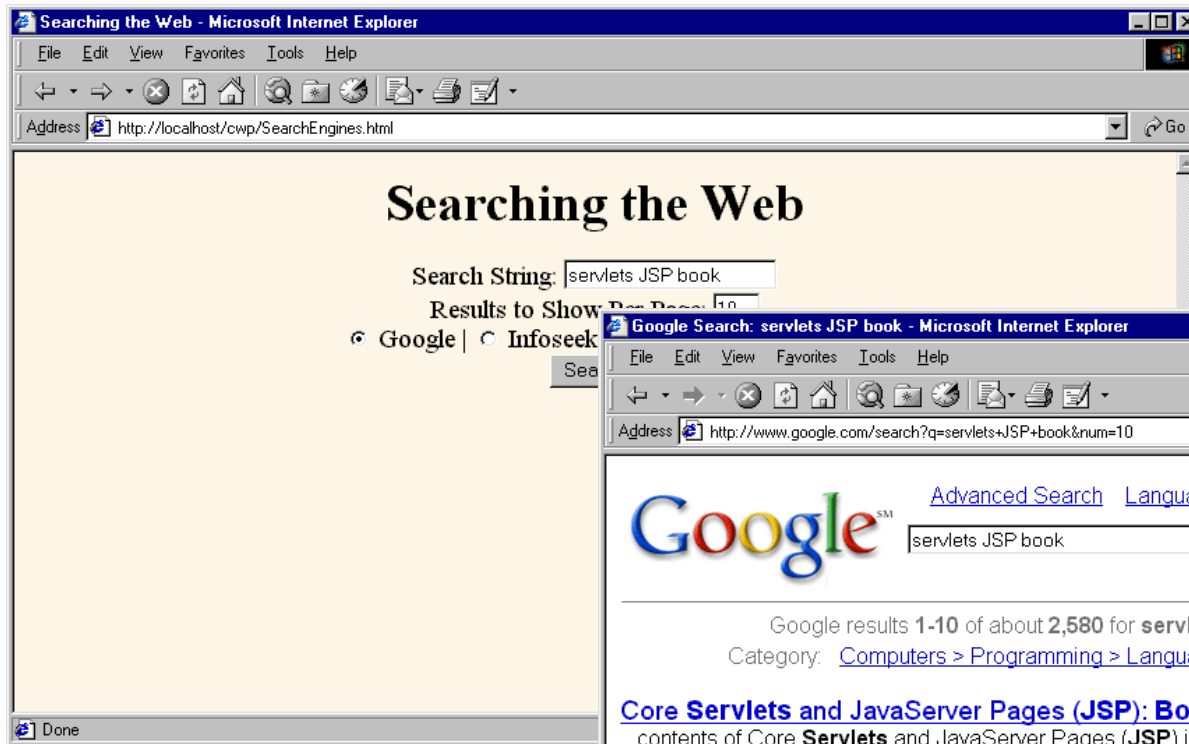 Searching the Web - Microsoft Internet Explorer
File Edit View Favorites Tools Help
Address http://localhost/cwp/SearchEngines.html Go
Searching the Web
Search String: servlets JSP book
Results to Show Per Page: 10
Google | Infoseek
Done
Google Search: servlets JSP book - Microsoft Internet Explorer
File Edit View Favorites Tools Help
Address http://www.google.com/search?q=servlets+JSP+book&num=10
Google SM
Advanced Search
servlets JSP book
Google results 1-10 of about 2,580 for
Category: Computers > Programming >
Core Servlets and JavaServer Pages (JSP):
contents of Core Servlets and JavaServer Pages (JSP)